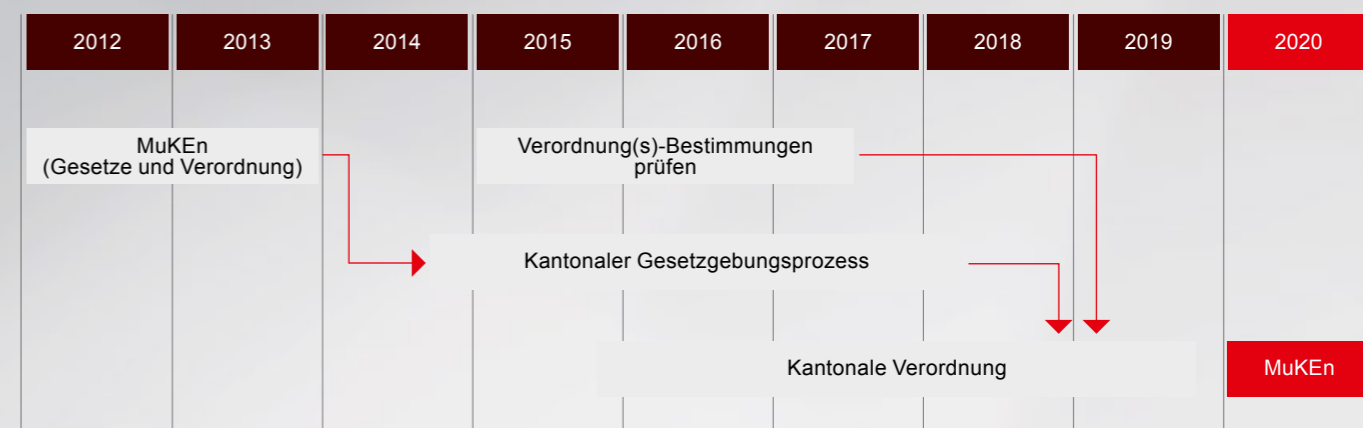 2012 2013 2014 2015 2016 2017 2018 2019 2020
MuKEn
(Gesetze und Verordnung)
Verordnung(s)-Bestimmungen
prüfen
Kantonaler Gesetzgebungsprozess
Kantonale Verordnung
MuKEn